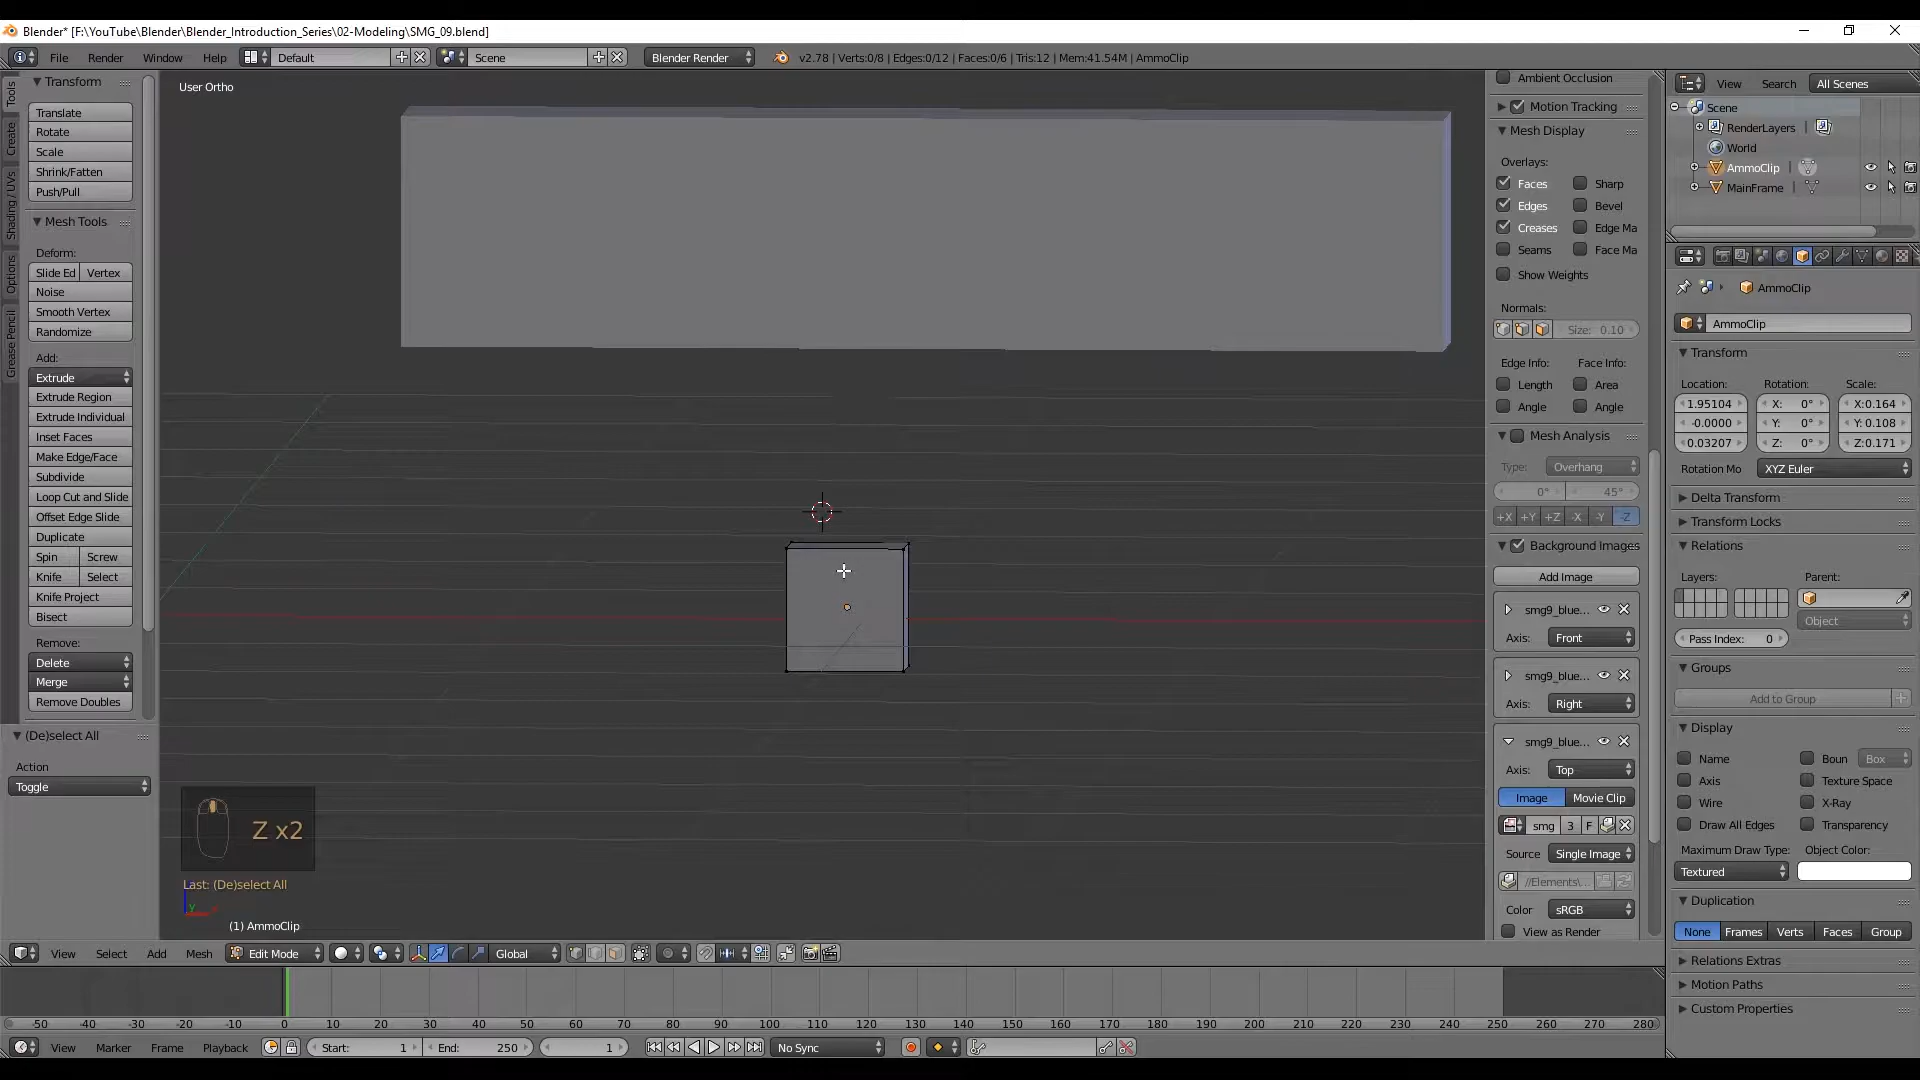 Blender* [F:\YouTube\Blender\Blender_Introduction_Series\02-Modeling\SMG_09.blend]
File Render Window Help Default Scene Blender Render v2.78 | Verts:0/8 | Edges:0/12 | Faces:0/6 | Tris:12 | Mem:41.54M | AmmoClip
Tools
Create
Shading / UVs
Options
Grease Pencil
Transform
Translate
Rotate
Scale
Shrink/Fatten
Push/Pull
Mesh Tools
Deform:
Slide Ed Vertex
Noise
Smooth Vertex
Randomize
Add:
Extrude
Extrude Region
Extrude Individual
Inset Faces
Make Edge/Face
Subdivide
Loop Cut and Slide
Offset Edge Slide
Duplicate
Spin Screw
Knife Select
Knife Project
Bisect
Remove:
Delete
Merge
Remove Doubles
(De)select All
Action
Toggle
User Ortho
Z x2
Last: (De)select All
(1) AmmoClip
Ambient Occlusion
Motion Tracking
Mesh Display
Overlays:
Faces Sharp
Edges Bevel
Creases Edge Ma
Seams Face Ma
Show Weights
Normals:
Size: 0.10
Edge Info: Face Info:
Length Area
Angle Angle
Mesh Analysis
Type: Overhang
0° 45°
+X +Y +Z -X -Y -Z
Background Images
Add Image
smg9_blue...
Axis: Front
smg9_blue...
Axis: Right
smg9_blue...
Axis: Top
Image Movie Clip
smg 3 F
Source Single Image
//Elements\...
Color sRGB
View as Render
View Search All Scenes
Scene
RenderLayers
World
AmmoClip
MainFrame
AmmoClip
AmmoClip
Transform
Location: Rotation: Scale:
1.95104 X: 0° X:0.164
-0.0000 Y: 0° Y: 0.108
0.03207 Z: 0° Z:0.171
Rotation Mo XYZ Euler
Delta Transform
Transform Locks
Relations
Layers: Parent:
Object
Pass Index: 0
Groups
Add to Group
Display
Name Boun Box
Axis Texture Space
Wire X-Ray
Draw All Edges Transparency
Maximum Draw Type: Object Color:
Textured
Duplication
None Frames Verts Faces Group
Relations Extras
Motion Paths
Custom Properties
View Select Add Mesh Edit Mode Global
-50 -40 -30 -20 -10 0 10 20 30 40 50 60 70 80 90 100 110 120 130 140 150 160 170 180 190 200 210 220 230 240 250 260 270 280
View Marker Frame Playback Start: 1 End: 250 1 No Sync